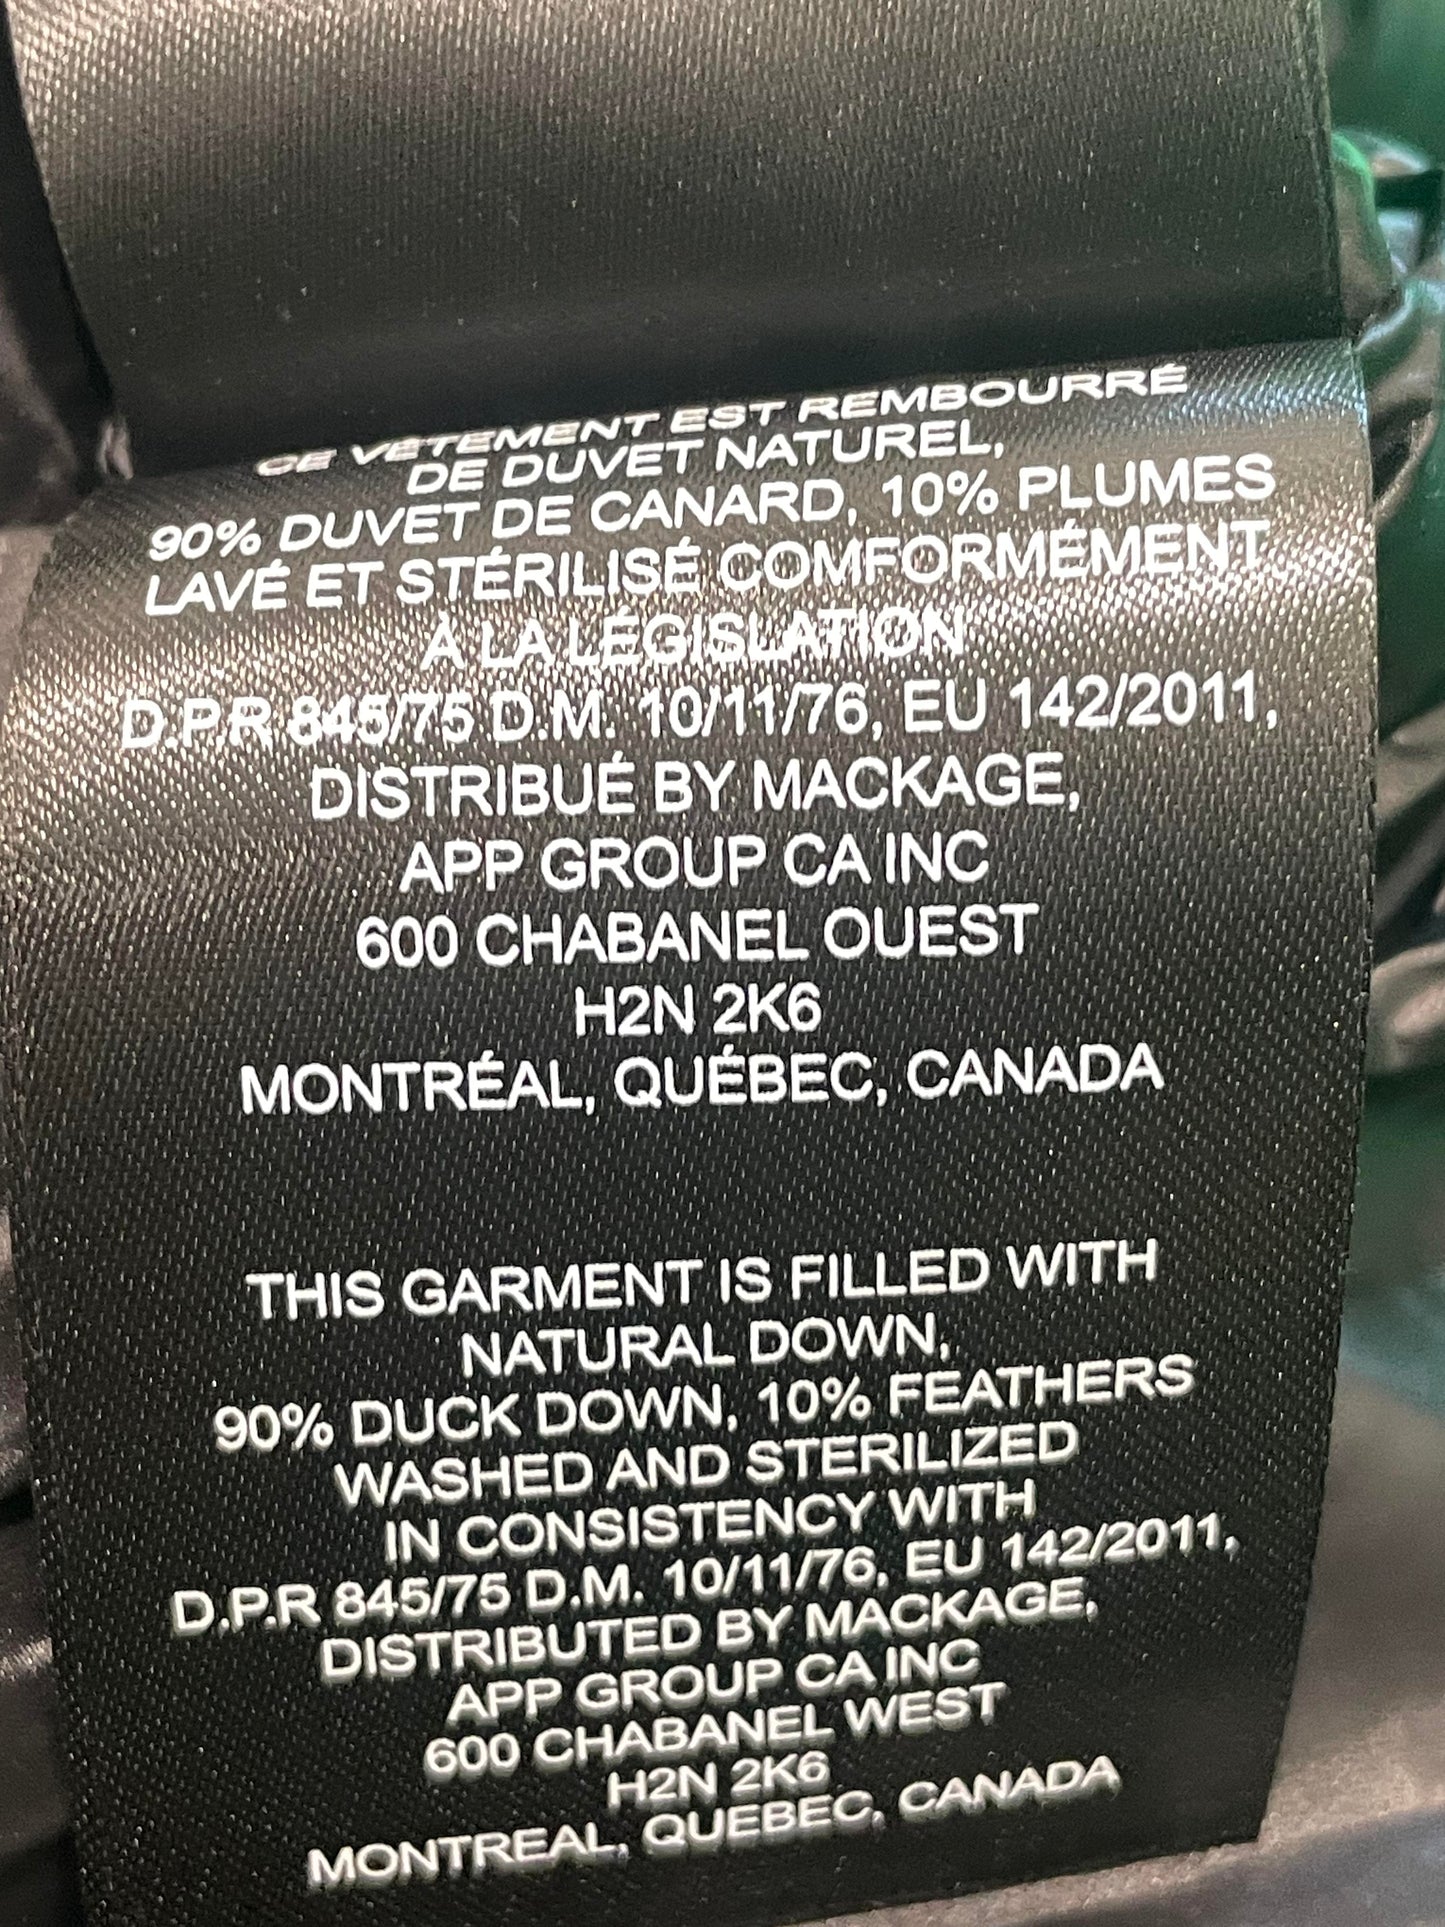 CE VÊTEMENT EST REMBOURRÉ
DE DUVET NATUREL,
90% DUVET DE CANARD, 10% PLUMES
LAVÉ ET STÉRILISÉ COMFORMÉMENT
À LA LÉGISLATION
D.P.R 845/75 D.M. 10/11/76, EU 142/2011,
DISTRIBUÉ BY MACKAGE,
APP GROUP CA INC
600 CHABANEL OUEST
H2N 2K6
MONTRÉAL, QUÉBEC, CANADA
THIS GARMENT IS FILLED WITH
NATURAL DOWN,
90% DUCK DOWN, 10% FEATHERS
WASHED AND STERILIZED
IN CONSISTENCY WITH
D.P.R 845/75 D.M. 10/11/76, EU 142/2011,
DISTRIBUTED BY MACKAGE,
APP GROUP CA INC
600 CHABANEL WEST
H2N 2K6
MONTREAL, QUEBEC, CANADA